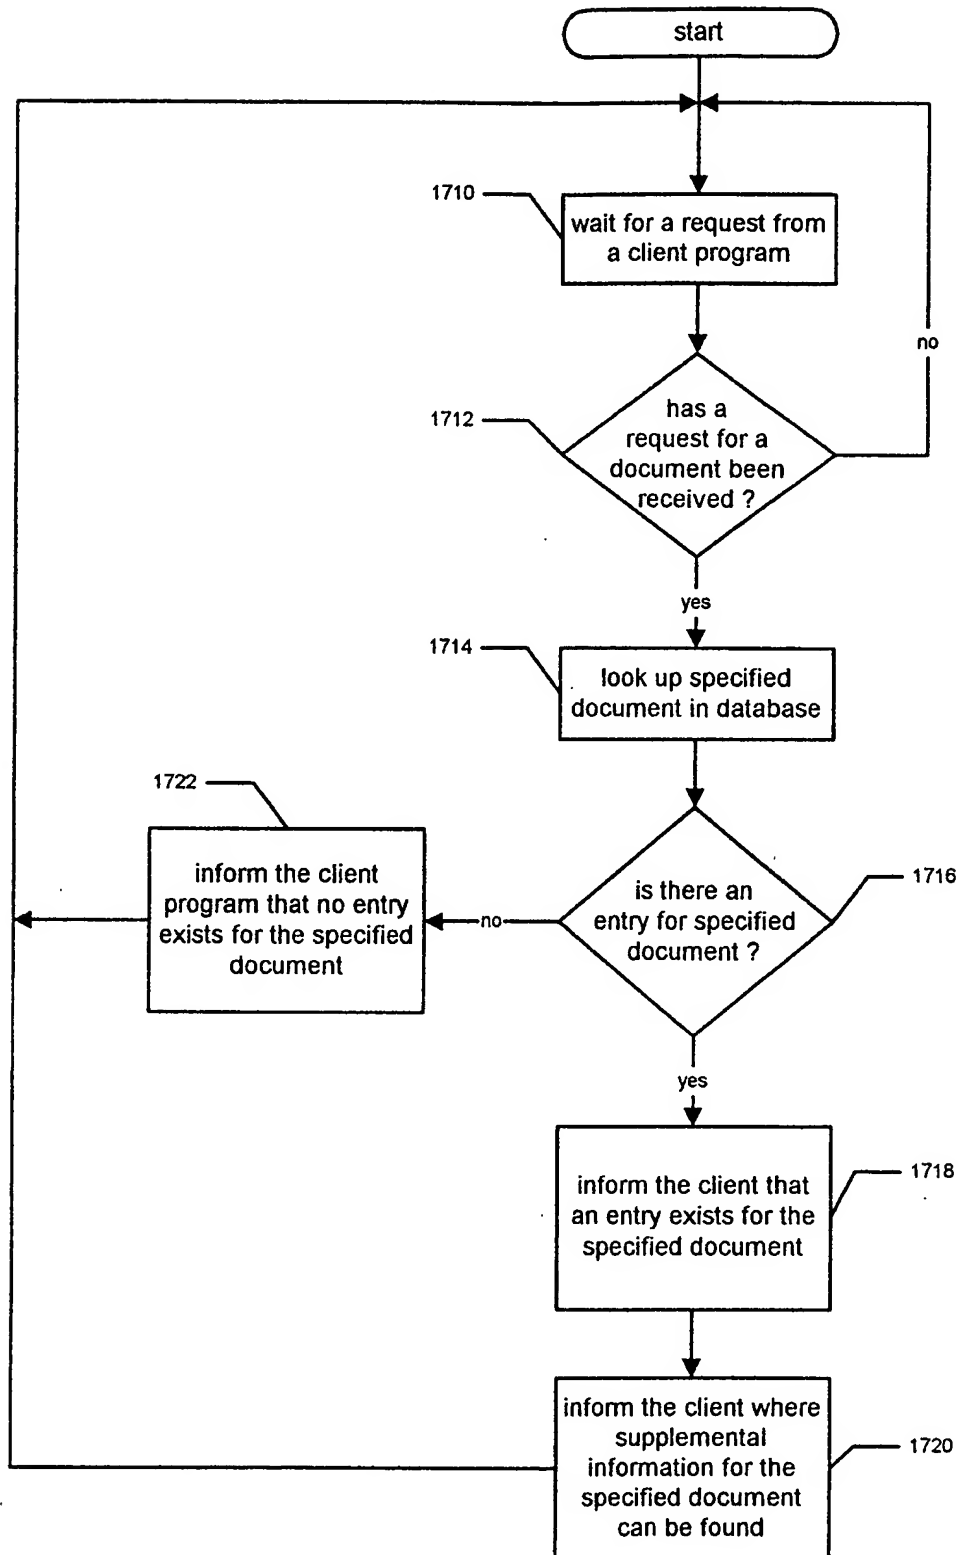 start
1710
wait for a request from
a client program
no
1712
has a
request for a
document been
received ?
yes
1714
look up specified
document in database
1722
inform the client
program that no entry
exists for the specified
document
no
is there an
entry for specified
document ?
1716
yes
inform the client that
an entry exists for the
specified document
1718
inform the client where
supplemental
information for the
specified document
can be found
1720